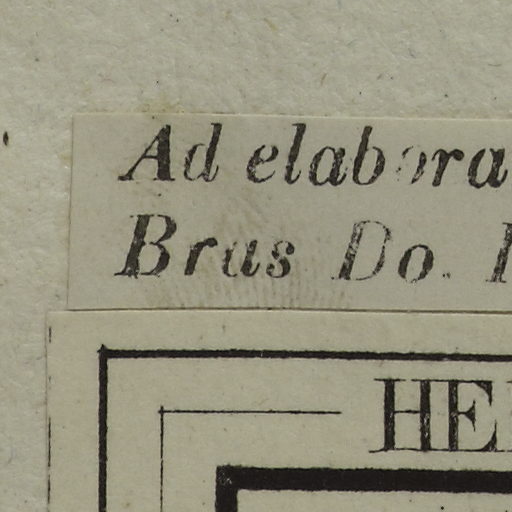 Ad elabora
Bras Do. I
HE